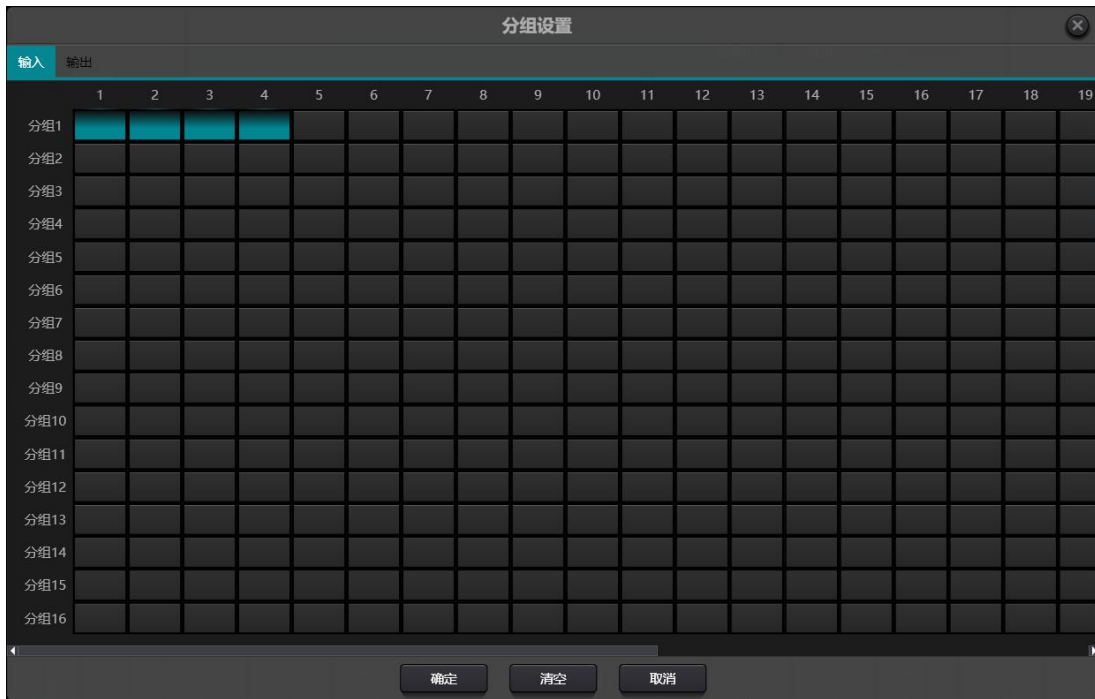 分组设置
输入 输出
1 2 3 4 5 6 7 8 9 10 11 12 13 14 15 16 17 18 19
分组1
分组2
分组3
分组4
分组5
分组6
分组7
分组8
分组9
分组10
分组11
分组12
分组13
分组14
分组15
分组16
确定 清空 取消